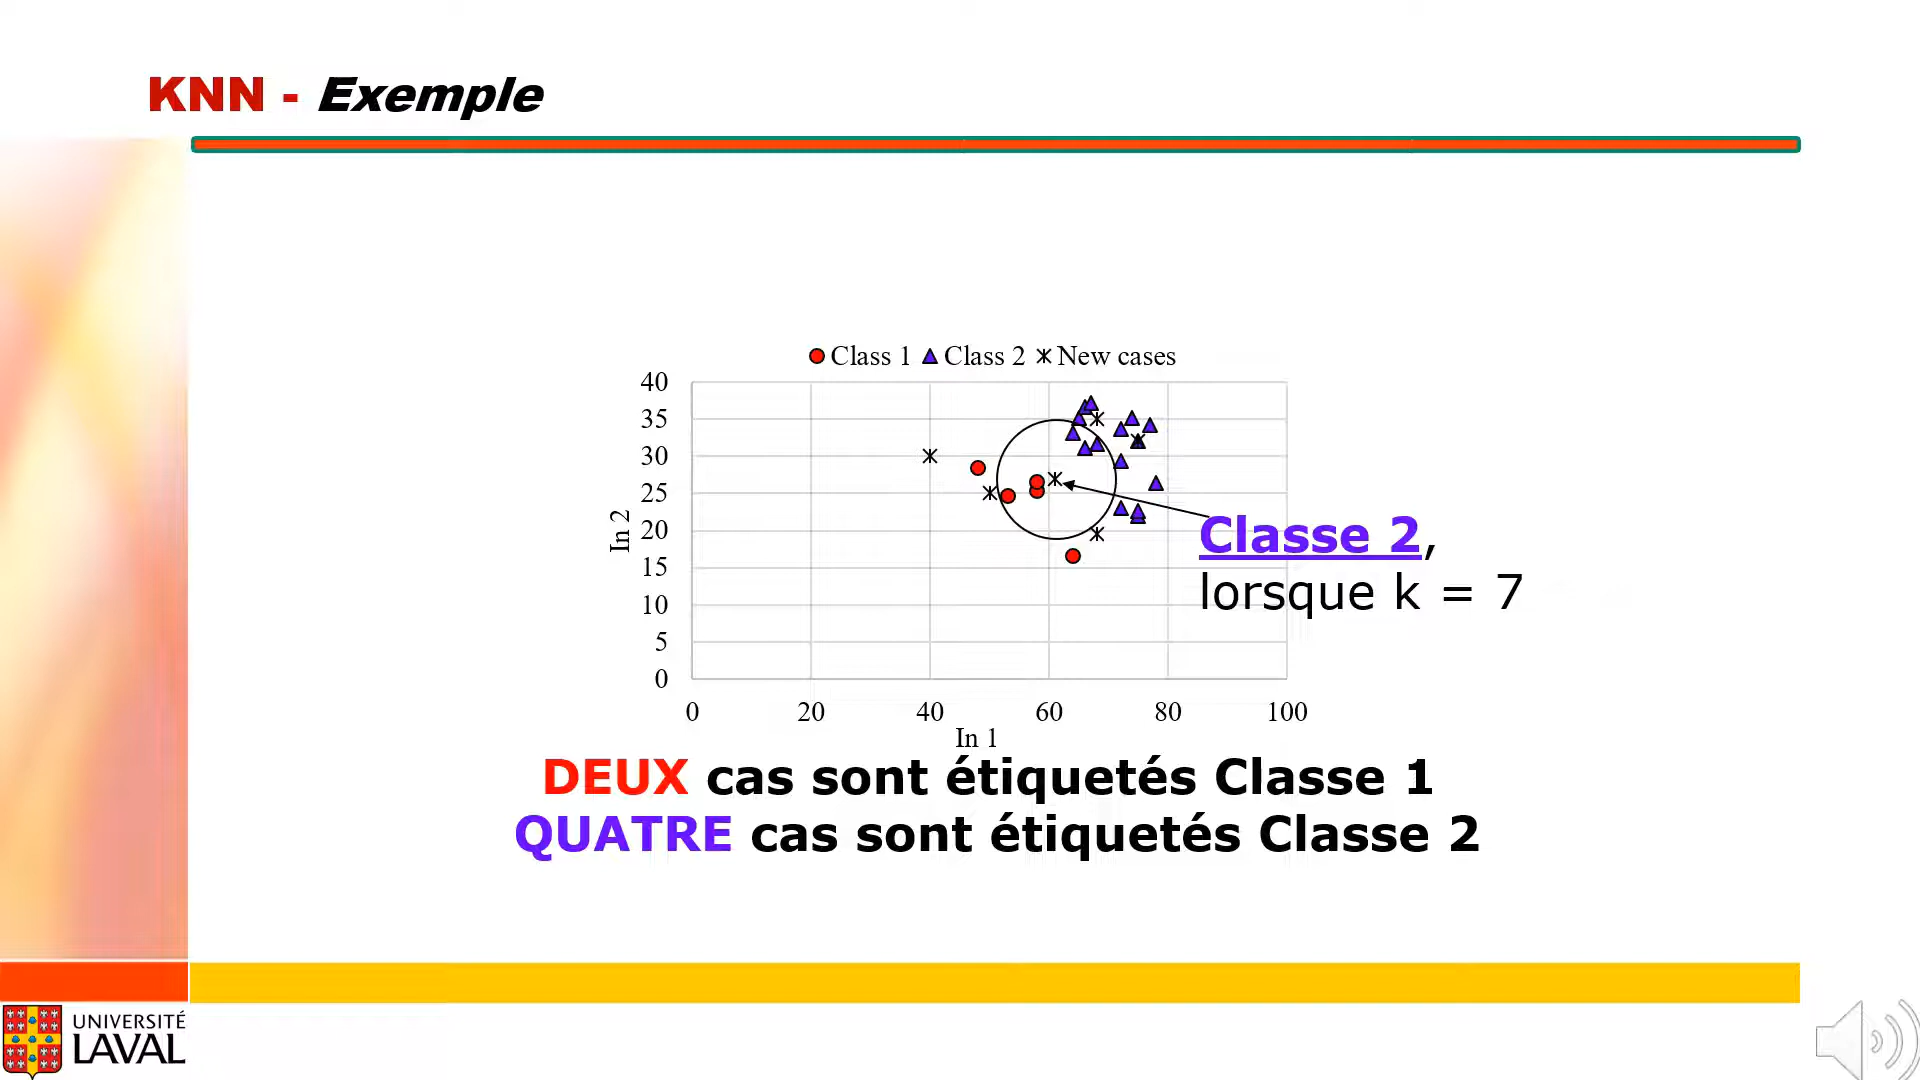 KNN - Exemple
Class 1 Class 2 New cases
40
35
30
25
20
15
10
5
0
In 2
0 20 40 60 80 100
In 1
Classe 2,
lorsque k = 7
DEUX cas sont étiquetés Classe 1
QUATRE cas sont étiquetés Classe 2
UNIVERSITÉ
LAVAL